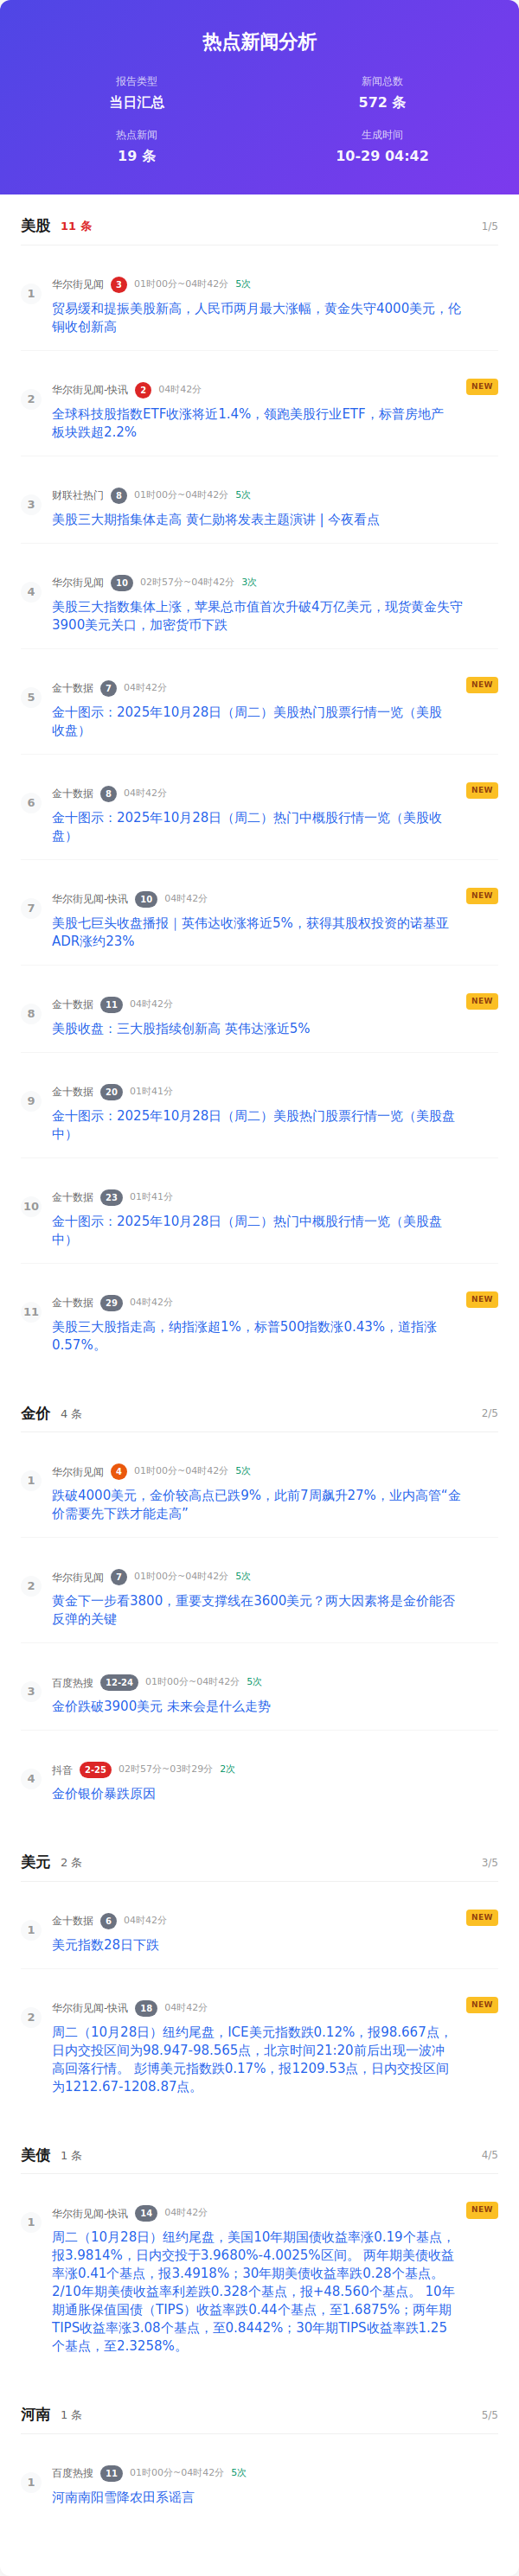 热点新闻分析
报告类型
当日汇总
新闻总数
572 条
热点新闻
19 条
生成时间
10-29 04:42
美股 11 条 1/5
1 华尔街见闻 3 01时00分~04时42分 5次
贸易缓和提振美股新高，人民币两月最大涨幅，黄金失守4000美元，伦
铜收创新高
2 华尔街见闻-快讯 2 04时42分 NEW
全球科技股指数ETF收涨将近1.4%，领跑美股行业ETF，标普房地产
板块跌超2.2%
3 财联社热门 8 01时00分~04时42分 5次
美股三大期指集体走高 黄仁勋将发表主题演讲 | 今夜看点
4 华尔街见闻 10 02时57分~04时42分 3次
美股三大指数集体上涨，苹果总市值首次升破4万亿美元，现货黄金失守
3900美元关口，加密货币下跌
5 金十数据 7 04时42分 NEW
金十图示：2025年10月28日（周二）美股热门股票行情一览（美股
收盘）
6 金十数据 8 04时42分 NEW
金十图示：2025年10月28日（周二）热门中概股行情一览（美股收
盘）
7 华尔街见闻-快讯 10 04时42分 NEW
美股七巨头收盘播报｜英伟达收涨将近5%，获得其股权投资的诺基亚
ADR涨约23%
8 金十数据 11 04时42分 NEW
美股收盘：三大股指续创新高 英伟达涨近5%
9 金十数据 20 01时41分
金十图示：2025年10月28日（周二）美股热门股票行情一览（美股盘
中）
10 金十数据 23 01时41分
金十图示：2025年10月28日（周二）热门中概股行情一览（美股盘
中）
11 金十数据 29 04时42分 NEW
美股三大股指走高，纳指涨超1%，标普500指数涨0.43%，道指涨
0.57%。
金价 4 条 2/5
1 华尔街见闻 4 01时00分~04时42分 5次
跌破4000美元，金价较高点已跌9%，此前7周飙升27%，业内高管“金
价需要先下跌才能走高”
2 华尔街见闻 7 01时00分~04时42分 5次
黄金下一步看3800，重要支撑线在3600美元？两大因素将是金价能否
反弹的关键
3 百度热搜 12-24 01时00分~04时42分 5次
金价跌破3900美元 未来会是什么走势
4 抖音 2-25 02时57分~03时29分 2次
金价银价暴跌原因
美元 2 条 3/5
1 金十数据 6 04时42分 NEW
美元指数28日下跌
2 华尔街见闻-快讯 18 04时42分 NEW
周二（10月28日）纽约尾盘，ICE美元指数跌0.12%，报98.667点，
日内交投区间为98.947-98.565点，北京时间21:20前后出现一波冲
高回落行情。 彭博美元指数跌0.17%，报1209.53点，日内交投区间
为1212.67-1208.87点。
美债 1 条 4/5
1 华尔街见闻-快讯 14 04时42分 NEW
周二（10月28日）纽约尾盘，美国10年期国债收益率涨0.19个基点，
报3.9814%，日内交投于3.9680%-4.0025%区间。 两年期美债收益
率涨0.41个基点，报3.4918%；30年期美债收益率跌0.28个基点。
2/10年期美债收益率利差跌0.328个基点，报+48.560个基点。 10年
期通胀保值国债（TIPS）收益率跌0.44个基点，至1.6875%；两年期
TIPS收益率涨3.08个基点，至0.8442%；30年期TIPS收益率跌1.25
个基点，至2.3258%。
河南 1 条 5/5
1 百度热搜 11 01时00分~04时42分 5次
河南南阳雪降农田系谣言